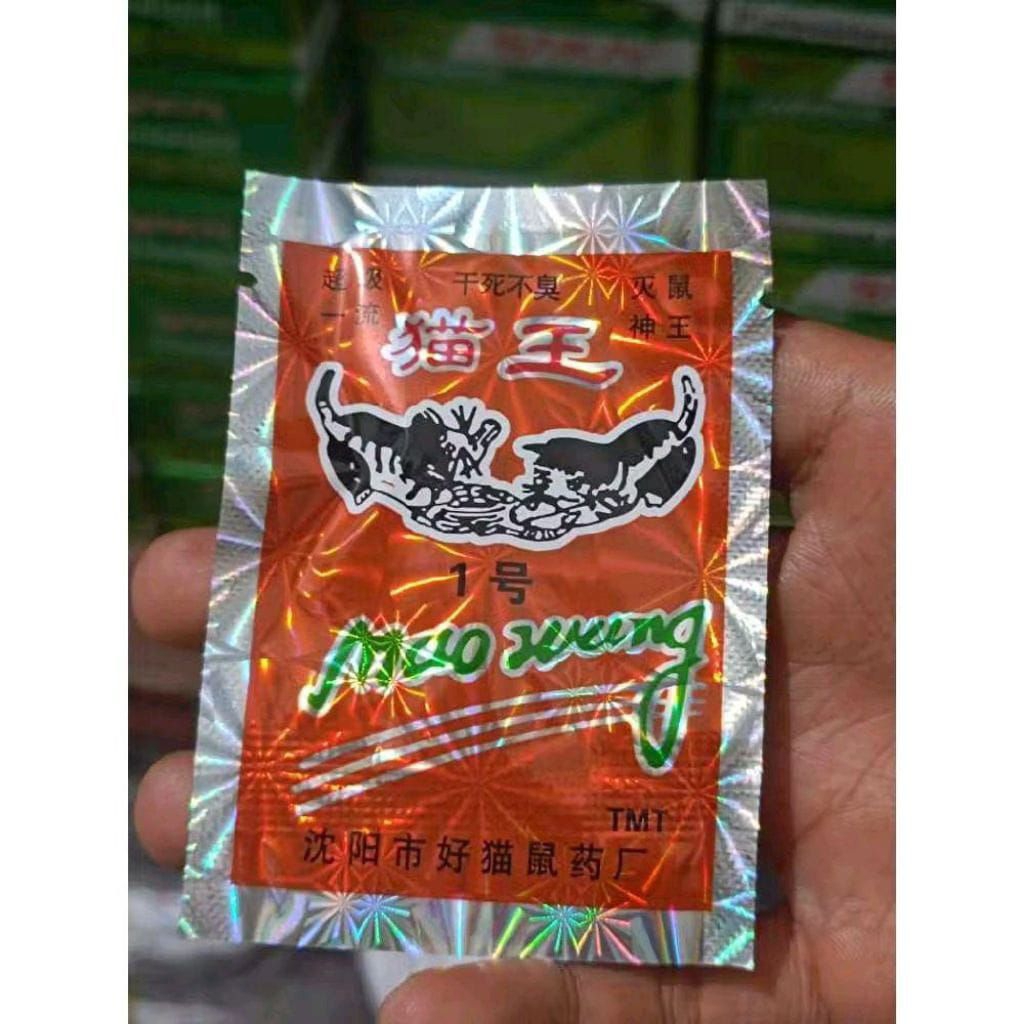 超级 干死不臭 灭鼠
一流 神王
猫王
1号
Mao wang
TMT
沈阳市好猫鼠药厂